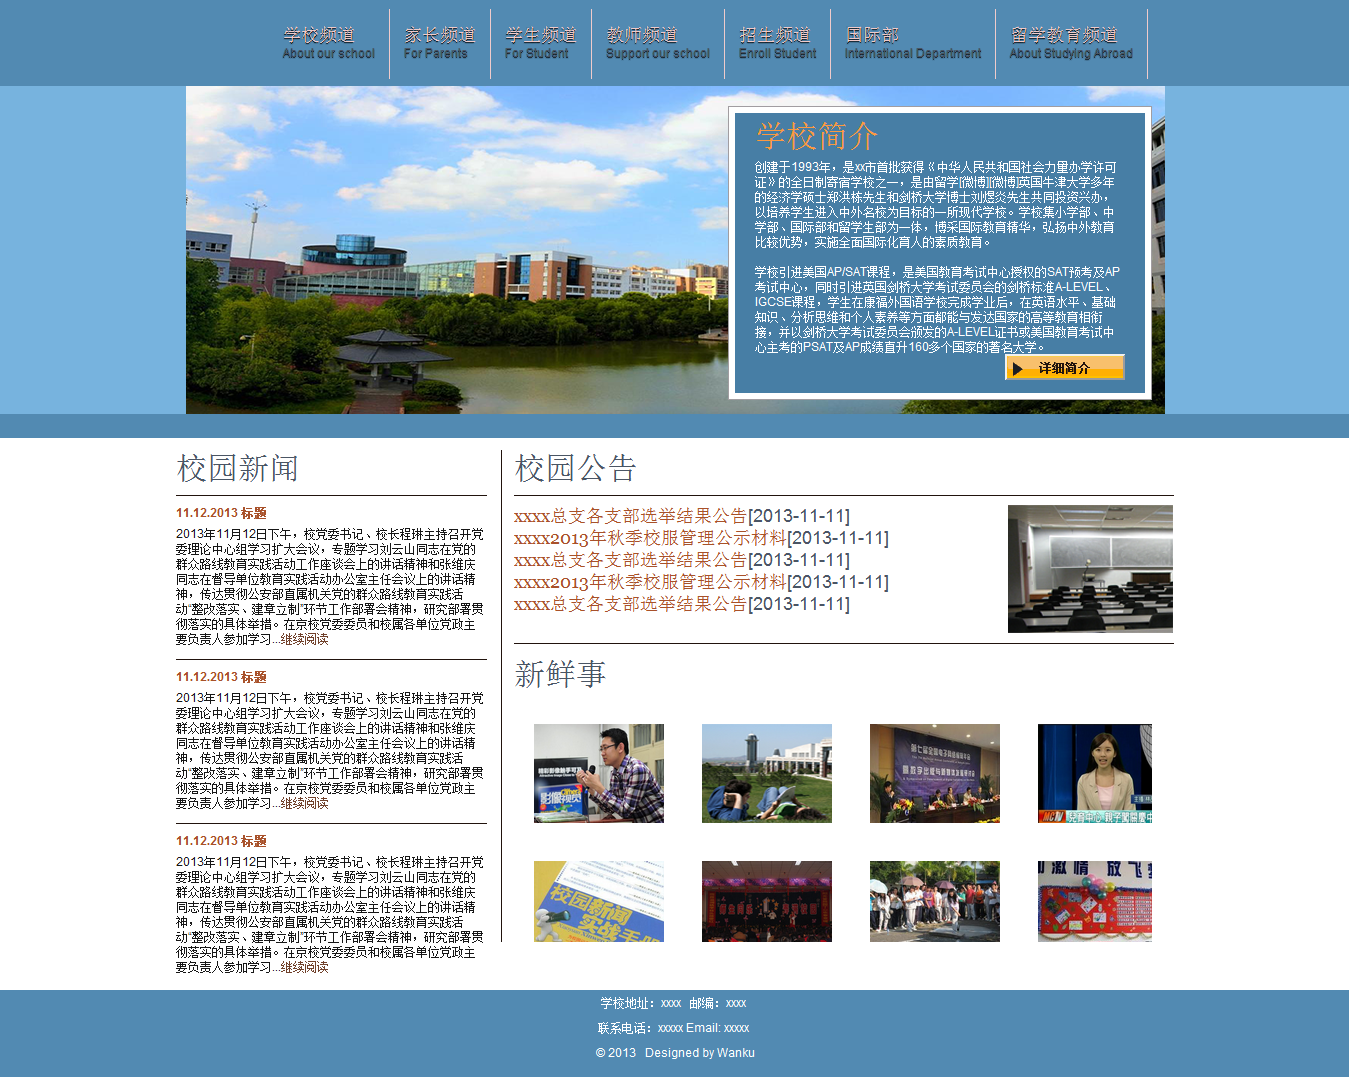 学校频道
About our school
家长频道
For Parents
学生频道
For Student
教师频道
Support our school
招生频道
Enroll Student
国际部
International Department
留学教育频道
About Studying Abroad
学校简介
创建于1993年，是xx市首批获得《中华人民共和国社会力量办学许可
证》的全日制寄宿学校之一，是由留学[微博][微博]英国牛津大学多年
的经济学硕士郑洪栋先生和剑桥大学博士刘煜炎先生共同投资兴办，
以培养学生进入中外名校为目标的一所现代学校。学校集小学部、中
学部、国际部和留学生部为一体，博采国际教育精华，弘扬中外教育
比较优势，实施全面国际化育人的素质教育。
学校引进美国AP/SAT课程，是美国教育考试中心授权的SAT预考及AP
考试中心，同时引进英国剑桥大学考试委员会的剑桥标准A-LEVEL、
IGCSE课程，学生在康福外国语学校完成学业后，在英语水平、基础
知识、分析思维和个人素养等方面都能与发达国家的高等教育相衔
接，并以剑桥大学考试委员会颁发的A-LEVEL证书或美国教育考试中
心主考的PSAT及AP成绩直升160多个国家的著名大学。
详细简介
校园新闻
11.12.2013 标题
2013年11月12日下午，校党委书记、校长程琳主持召开党
委理论中心组学习扩大会议，专题学习刘云山同志在党的
群众路线教育实践活动工作座谈会上的讲话精神和张维庆
同志在督导单位教育实践活动办公室主任会议上的讲话精
神，传达贯彻公安部直属机关党的群众路线教育实践活
动"整改落实、建章立制"环节工作部署会精神，研究部署贯
彻落实的具体举措。在京校党委委员和校属各单位党政主
要负责人参加学习...继续阅读
11.12.2013 标题
2013年11月12日下午，校党委书记、校长程琳主持召开党
委理论中心组学习扩大会议，专题学习刘云山同志在党的
群众路线教育实践活动工作座谈会上的讲话精神和张维庆
同志在督导单位教育实践活动办公室主任会议上的讲话精
神，传达贯彻公安部直属机关党的群众路线教育实践活
动"整改落实、建章立制"环节工作部署会精神，研究部署贯
彻落实的具体举措。在京校党委委员和校属各单位党政主
要负责人参加学习...继续阅读
11.12.2013 标题
2013年11月12日下午，校党委书记、校长程琳主持召开党
委理论中心组学习扩大会议，专题学习刘云山同志在党的
群众路线教育实践活动工作座谈会上的讲话精神和张维庆
同志在督导单位教育实践活动办公室主任会议上的讲话精
神，传达贯彻公安部直属机关党的群众路线教育实践活
动"整改落实、建章立制"环节工作部署会精神，研究部署贯
彻落实的具体举措。在京校党委委员和校属各单位党政主
要负责人参加学习...继续阅读
校园公告
xxxx总支各支部选举结果公告[2013-11-11]
xxxx2013年秋季校服管理公示材料[2013-11-11]
xxxx总支各支部选举结果公告[2013-11-11]
xxxx2013年秋季校服管理公示材料[2013-11-11]
xxxx总支各支部选举结果公告[2013-11-11]
新鲜事
影像视觉
校园新闻
实战手册
学校地址：xxxx 邮编：xxxx
联系电话：xxxxx Email: xxxxx
© 2013 Designed by Wanku